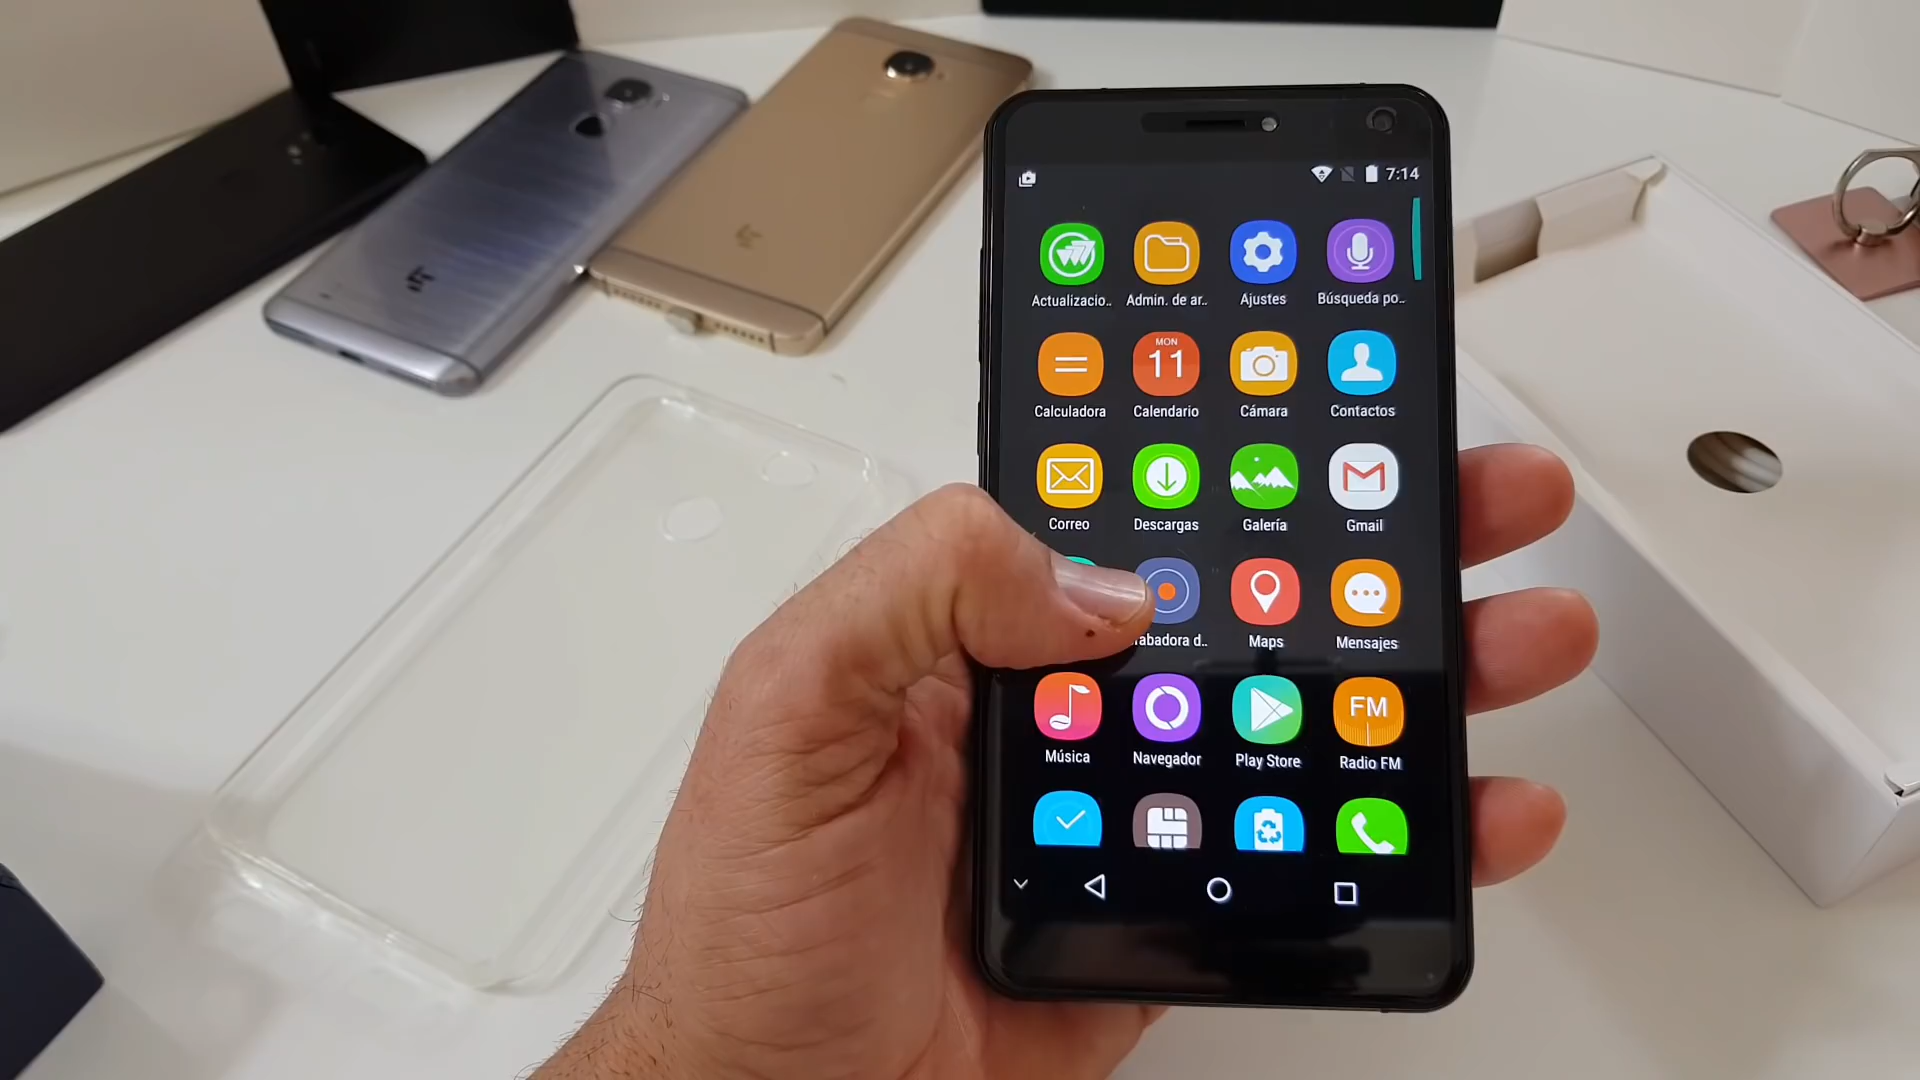 7:14
Actualizacio..
Admin. de ar..
Ajustes
Búsqueda po..
Calculadora
MON
11
Calendario
Cámara
Contactos
Correo
Descargas
Galería
Gmail
abadora d..
Maps
Mensajes
Música
Navegador
Play Store
FM
Radio FM